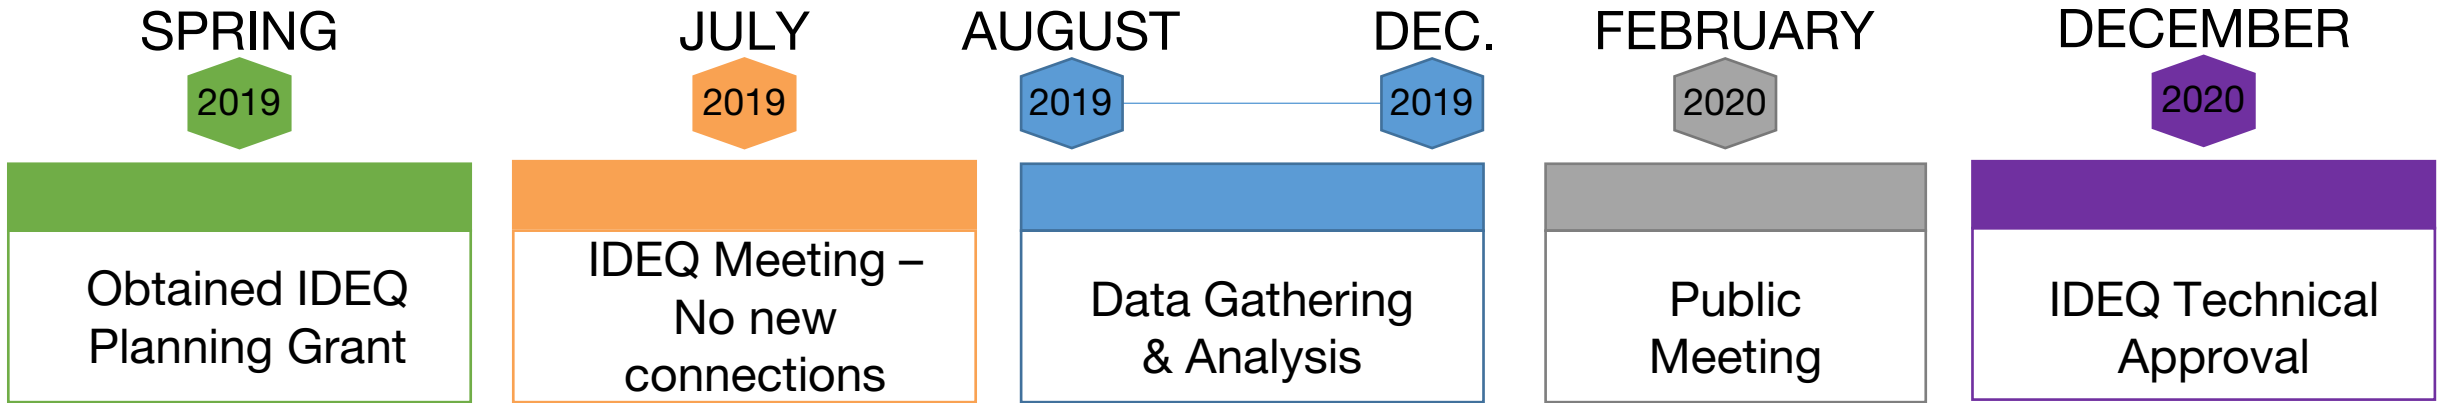 SPRING
2019
Obtained IDEQ
Planning Grant
JULY
2019
IDEQ Meeting –
No new
connections
AUGUST
2019
DEC.
2019
Data Gathering
& Analysis
FEBRUARY
2020
Public
Meeting
DECEMBER
2020
IDEQ Technical
Approval